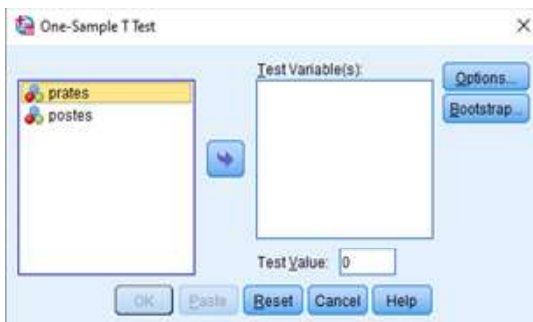 One-Sample T Test
Test Variable(s):
prates
postes
Options...
Bootstrap...
Test Value: 0
OK Paste Reset Cancel Help